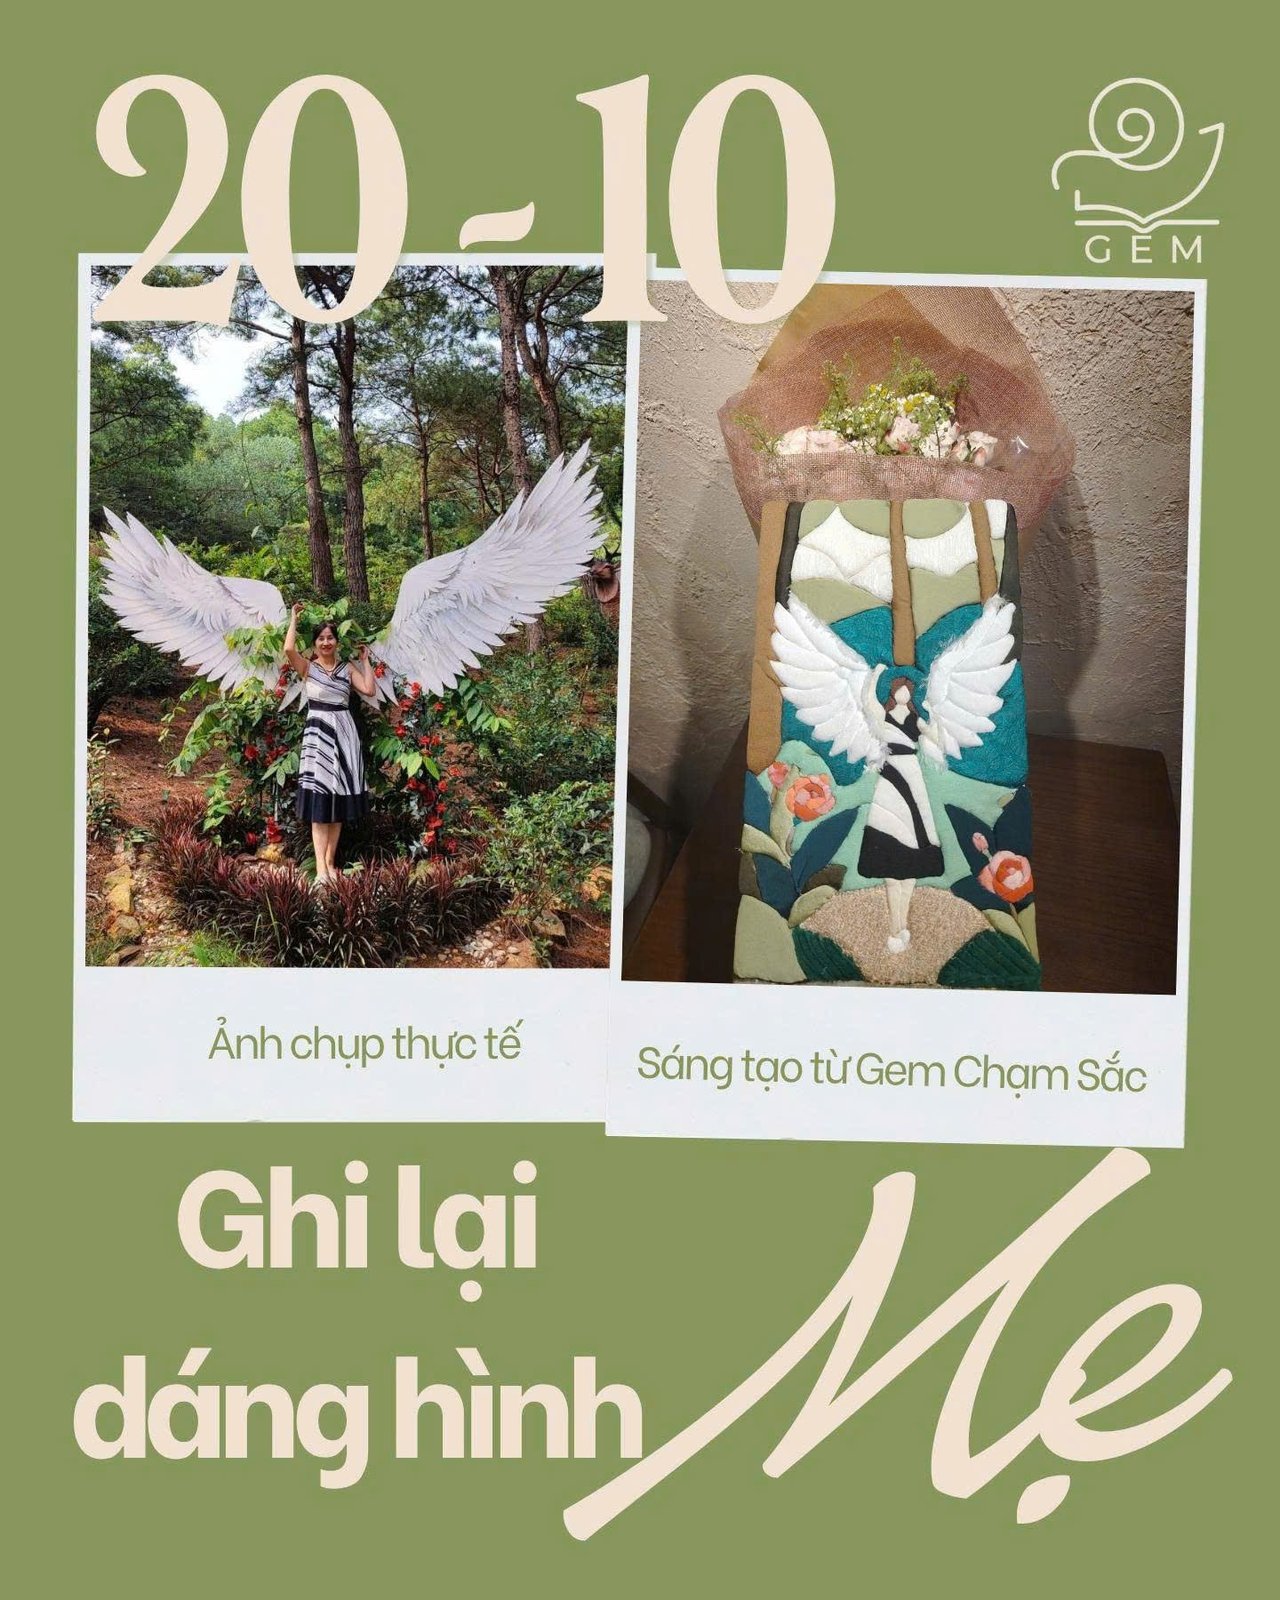 20-10
GEM
Ảnh chụp thực tế
Sáng tạo từ Gem Chạm Sắc
Ghi lại
dáng hình Mẹ